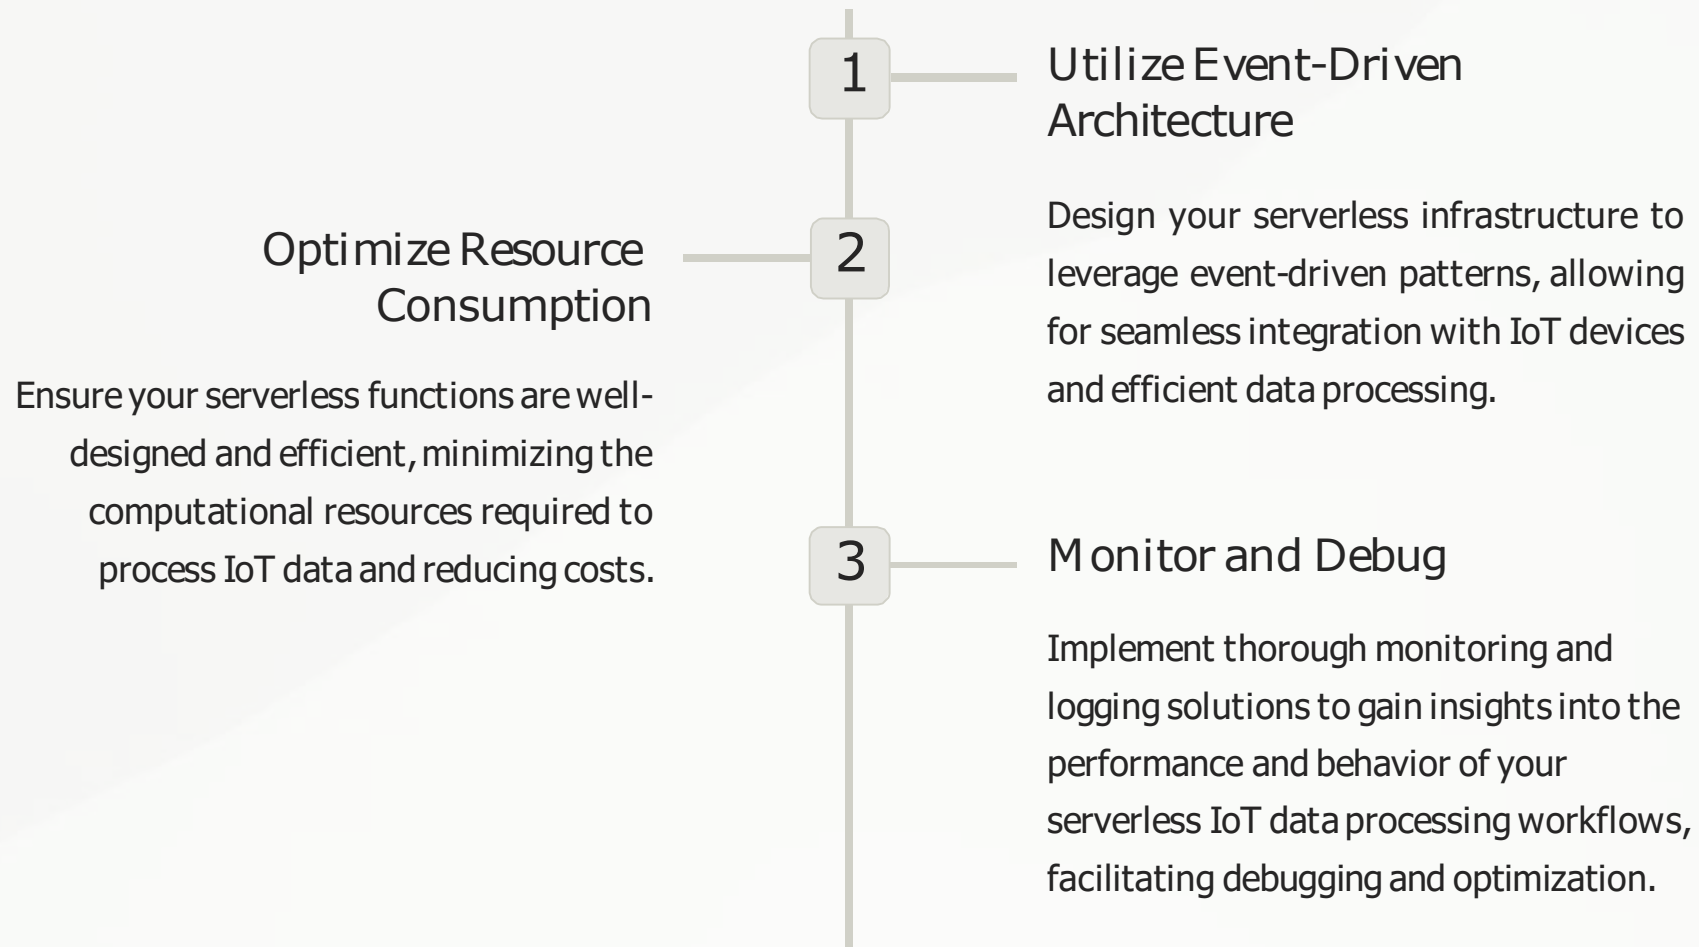 1
Utilize Event-Driven
Architecture
Design your serverless infrastructure to
leverage event-driven patterns, allowing
for seamless integration with IoT devices
and efficient data processing.
2
Optimize Resource
Consumption
Ensure your serverless functions are well-
designed and efficient, minimizing the
computational resources required to
process IoT data and reducing costs.
3
Monitor and Debug
Implement thorough monitoring and
logging solutions to gain insights into the
performance and behavior of your
serverless IoT data processing workflows,
facilitating debugging and optimization.